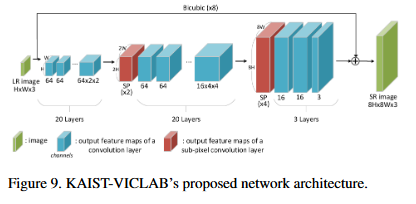 Bicubic (x8)
LR image
HxWx3
W
H
64 64 64x2x2
2W
2H
SP
(x2)
64 64 16x4x4
8W
8H
SP
(x4)
16 16 3
SR image
8Hx8Wx3
20 Layers 20 Layers 3 Layers
: image
: output feature maps of a
convolution layer
channels
: output feature maps of a
sub-pixel convolution layer
Figure 9. KAIST-VICLAB's proposed network architecture.